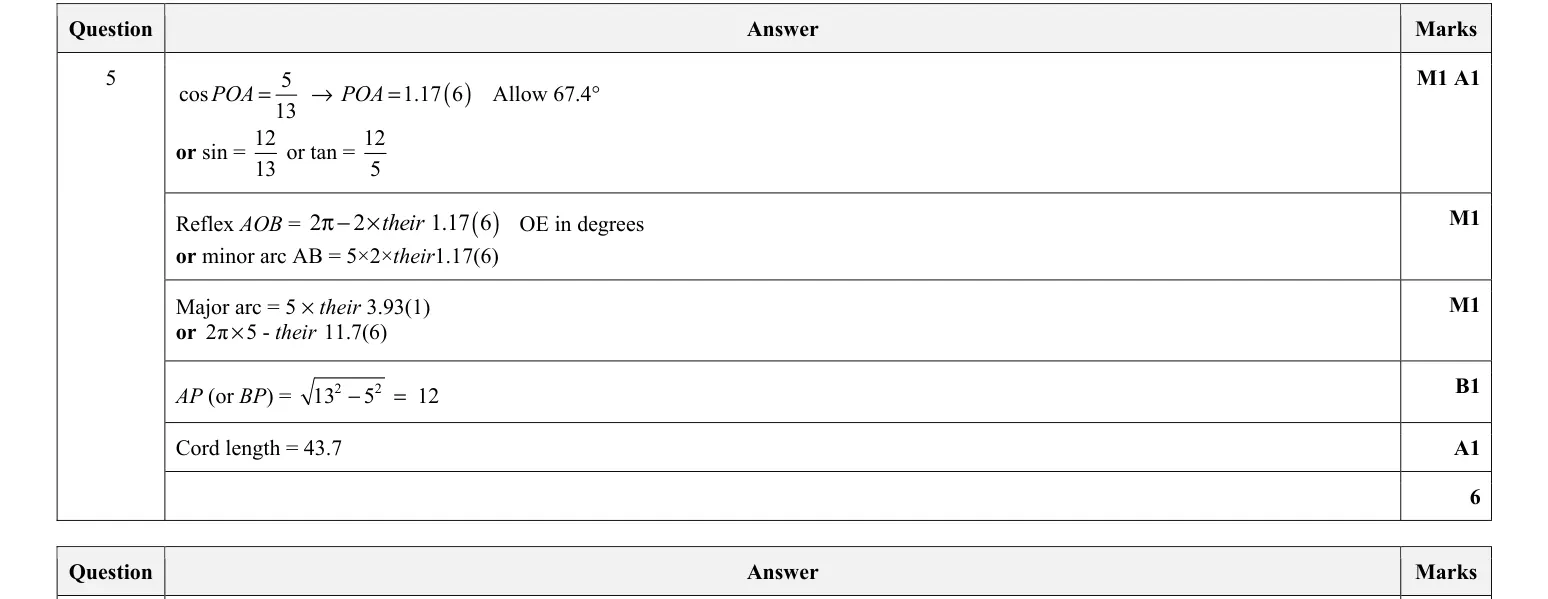 Question Answer Marks
5 cos POA = 5/13 → POA = 1.17(6) Allow 67.4° M1 A1
or sin = 12/13 or tan = 12/5
Reflex AOB = 2π − 2 × their 1.17(6) OE in degrees M1
or minor arc AB = 5×2×their1.17(6)
Major arc = 5 × their 3.93(1) M1
or 2π×5 - their 11.7(6)
AP (or BP) = √(13² − 5²) = 12 B1
Cord length = 43.7 A1
6
Question Answer Marks